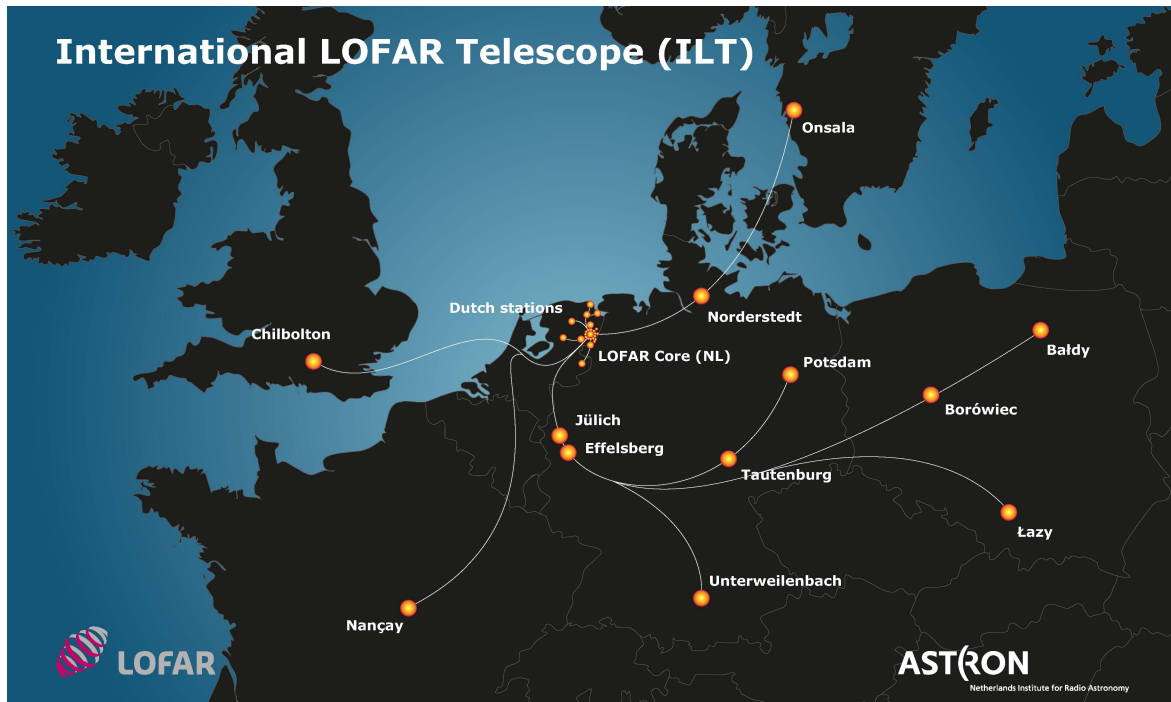 International LOFAR Telescope (ILT)
Onsala
Dutch stations
Norderstedt
Chilbolton
LOFAR Core (NL)
Bałdy
Potsdam
Borówiec
Jülich
Effelsberg
Tautenburg
Łazy
Unterweilenbach
Nançay
LOFAR
ASTRON
Netherlands Institute for Radio Astronomy